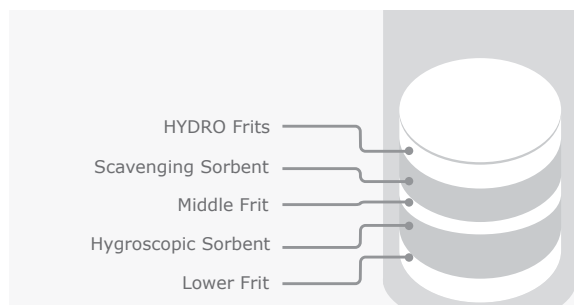 HYDRO Frits
Scavenging Sorbent
Middle Frit
Hygroscopic Sorbent
Lower Frit